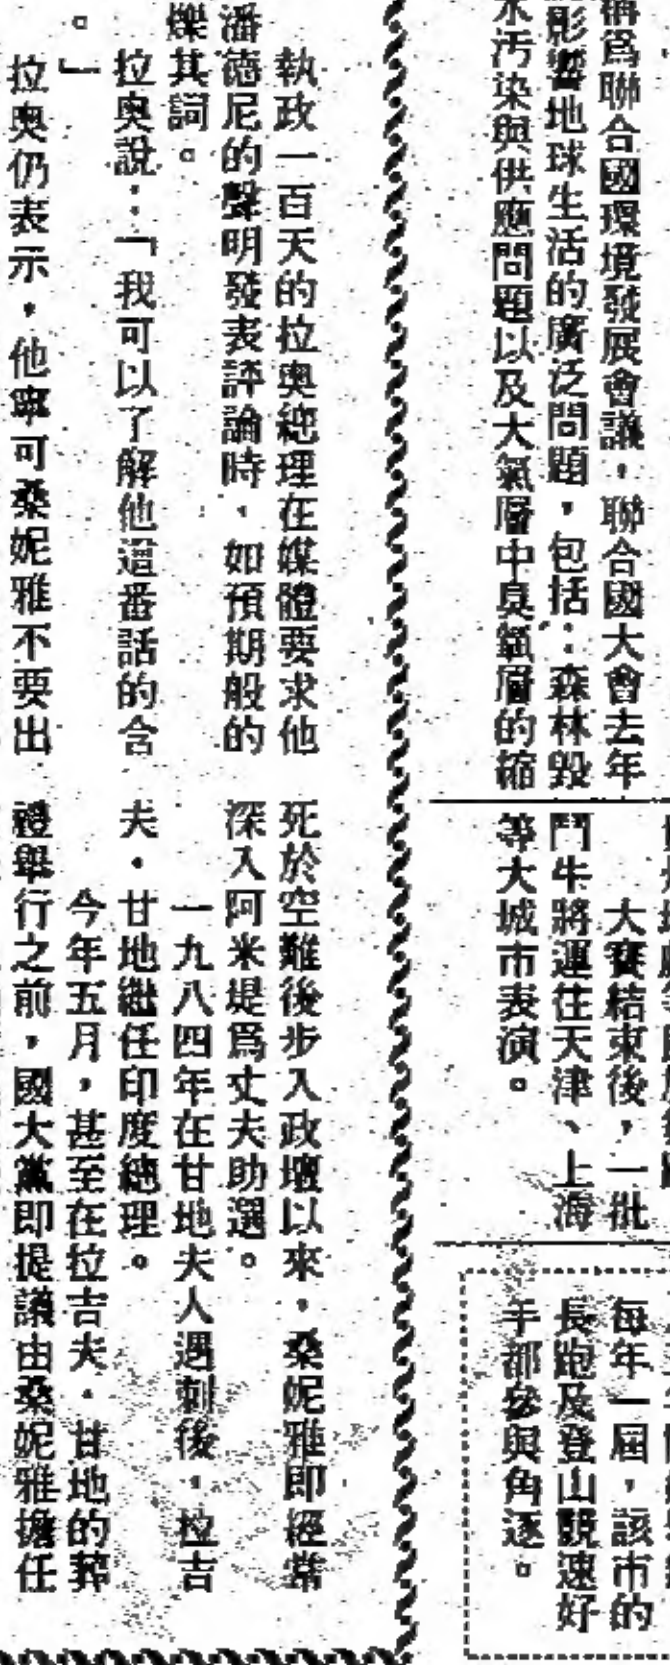 稱爲聯合國環境發展會議，聯合國大會去年
影響地球生活的廣泛問題，包括：森林毀
水汚染與供應問題以及大氣層中臭氧層的縮
大賽結束後，一批
鬥牛將運往天津、上海
等大城市表演。
每年一屆，該市的
長跑及登山競速好
手都參與角逐。
執政一百天的拉奧總理在媒體要求他
潘德尼的聲明發表評論時，如預期般的
爍其詞。
拉奧說：「我可以了解他這番話的含
。」
拉奧仍表示，他寧可桑妮雅不要出
死於空難後步入政壇以來，桑妮雅即經常
深入阿米堤爲丈夫助選。
一九八四年在甘地夫人遇刺後，拉吉
夫．甘地繼任印度總理。
今年五月，甚至在拉吉夫．甘地的葬
禮舉行之前，國大黨即提議由桑妮雅擔任